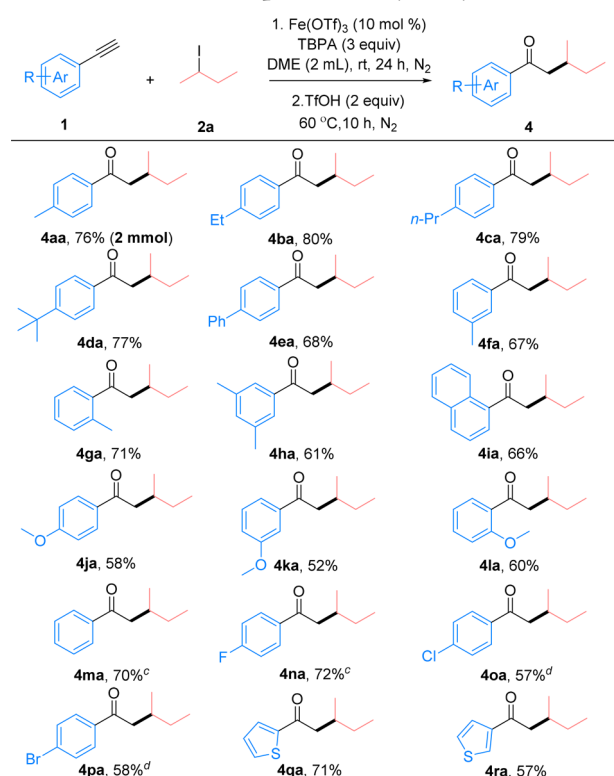 1. Fe(OTf)3 (10 mol %)
TBPA (3 equiv)
DME (2 mL), rt, 24 h, N2
2.TfOH (2 equiv)
60 °C,10 h, N2
R Ar + I R Ar O
1 2a 4
O O O
Et n-Pr
4aa, 76% (2 mmol) 4ba, 80% 4ca, 79%
O O O
Ph
4da, 77% 4ea, 68% 4fa, 67%
O O O
4ga, 71% 4ha, 61% 4ia, 66%
O O O
O O O
4ja, 58% 4ka, 52% 4la, 60%
O O O
F Cl
4ma, 70%c 4na, 72%c 4oa, 57%d
O O O
Br S S
4pa, 58%d 4qa, 71% 4ra, 57%